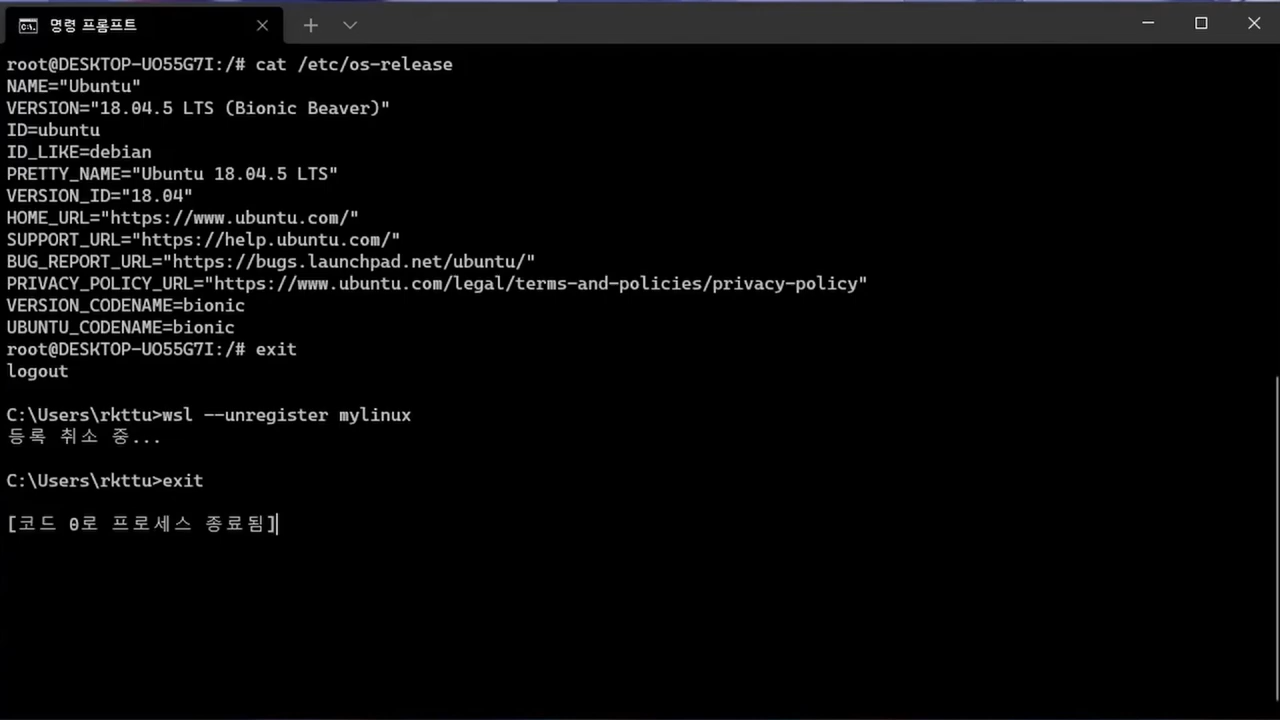 명령 프롬프트
root@DESKTOP-UO55G7I:/# cat /etc/os-release
NAME="Ubuntu"
VERSION="18.04.5 LTS (Bionic Beaver)"
ID=ubuntu
ID_LIKE=debian
PRETTY_NAME="Ubuntu 18.04.5 LTS"
VERSION_ID="18.04"
HOME_URL="https://www.ubuntu.com/"
SUPPORT_URL="https://help.ubuntu.com/"
BUG_REPORT_URL="https://bugs.launchpad.net/ubuntu/"
PRIVACY_POLICY_URL="https://www.ubuntu.com/legal/terms-and-policies/privacy-policy"
VERSION_CODENAME=bionic
UBUNTU_CODENAME=bionic
root@DESKTOP-UO55G7I:/# exit
logout
C:\Users\rkttu>wsl --unregister mylinux
등록 취소 중...
C:\Users\rkttu>exit
[코드 0로 프로세스 종료됨]